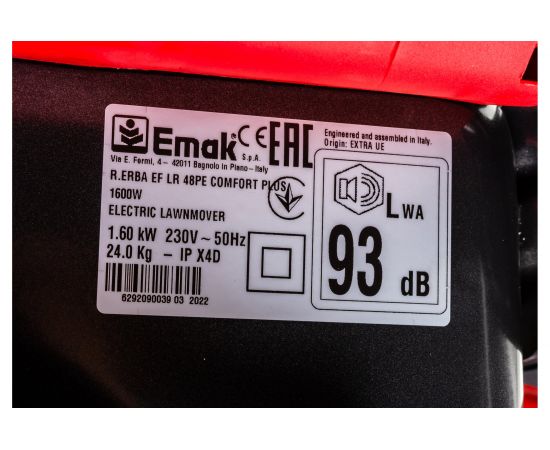 Emak® S.p.A. CE EAC
Via E. Fermi, 4 - 42011 Bagnolo in Piano - Italy
R.ERBA EF LR 48PE COMFORT PLUS
1600W
ELECTRIC LAWNMOVER
1.60 kW 230V ~ 50Hz
24.0 Kg - IP X4D
6292090039 03 2022
Engineered and assembled in Italy.
Origin: EXTRA UE
LWA
93 dB